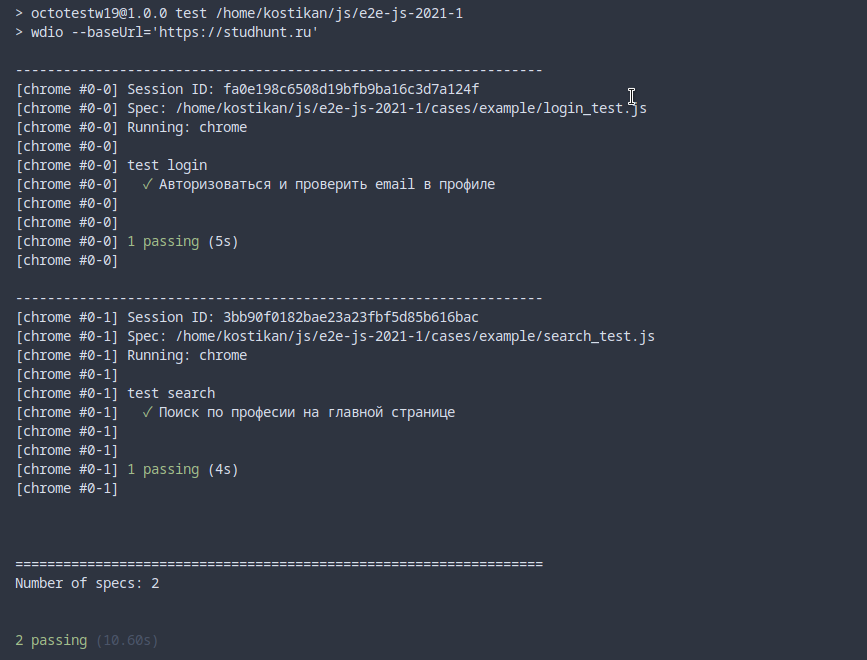 > octotestw19@1.0.0 test /home/kostikan/js/e2e-js-2021-1
> wdio --baseUrl='https://studhunt.ru'
------------------------------------------------------------------
[chrome #0-0] Session ID: fa0e198c6508d19bfb9ba16c3d7a124f
[chrome #0-0] Spec: /home/kostikan/js/e2e-js-2021-1/cases/example/login_test.js
[chrome #0-0] Running: chrome
[chrome #0-0]
[chrome #0-0] test login
[chrome #0-0]   ✓ Авторизоваться и проверить email в профиле
[chrome #0-0]
[chrome #0-0]
[chrome #0-0] 1 passing (5s)
[chrome #0-0]
------------------------------------------------------------------
[chrome #0-1] Session ID: 3bb90f0182bae23a23fbf5d85b616bac
[chrome #0-1] Spec: /home/kostikan/js/e2e-js-2021-1/cases/example/search_test.js
[chrome #0-1] Running: chrome
[chrome #0-1]
[chrome #0-1] test search
[chrome #0-1]   ✓ Поиск по професии на главной странице
[chrome #0-1]
[chrome #0-1]
[chrome #0-1] 1 passing (4s)
[chrome #0-1]
==================================================================
Number of specs: 2
2 passing (10.60s)